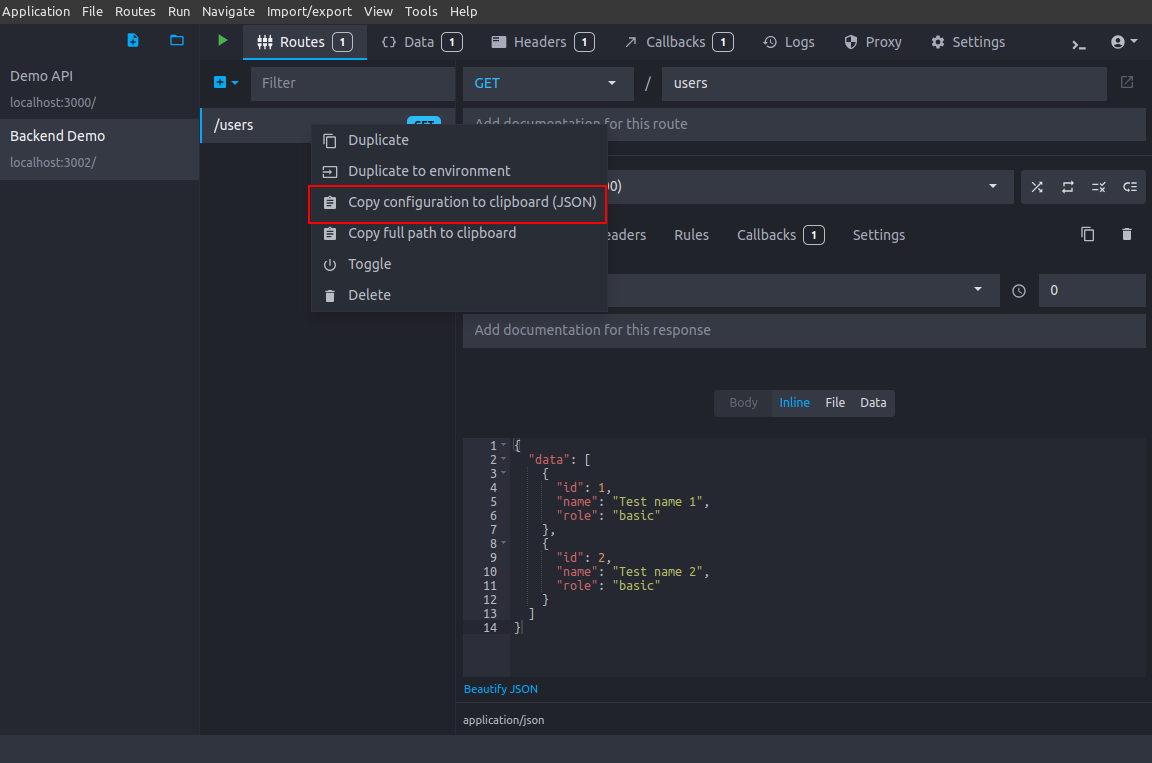 Application File Routes Run Navigate Import/export View Tools Help
Routes 1 Data 1 Headers 1 Callbacks 1 Logs Proxy Settings
Demo API
localhost:3000/
Backend Demo
localhost:3002/
Filter
GET / users
/users GET
Add documentation for this route
Duplicate
Duplicate to environment
Copy configuration to clipboard (JSON)
Copy full path to clipboard
Toggle
Delete
0)
eaders Rules Callbacks 1 Settings
0
Add documentation for this response
Body Inline File Data
1 {
2 "data": [
3 {
4 "id": 1,
5 "name": "Test name 1",
6 "role": "basic"
7 },
8 {
9 "id": 2,
10 "name": "Test name 2",
11 "role": "basic"
12 }
13 ]
14 }
Beautify JSON
application/json